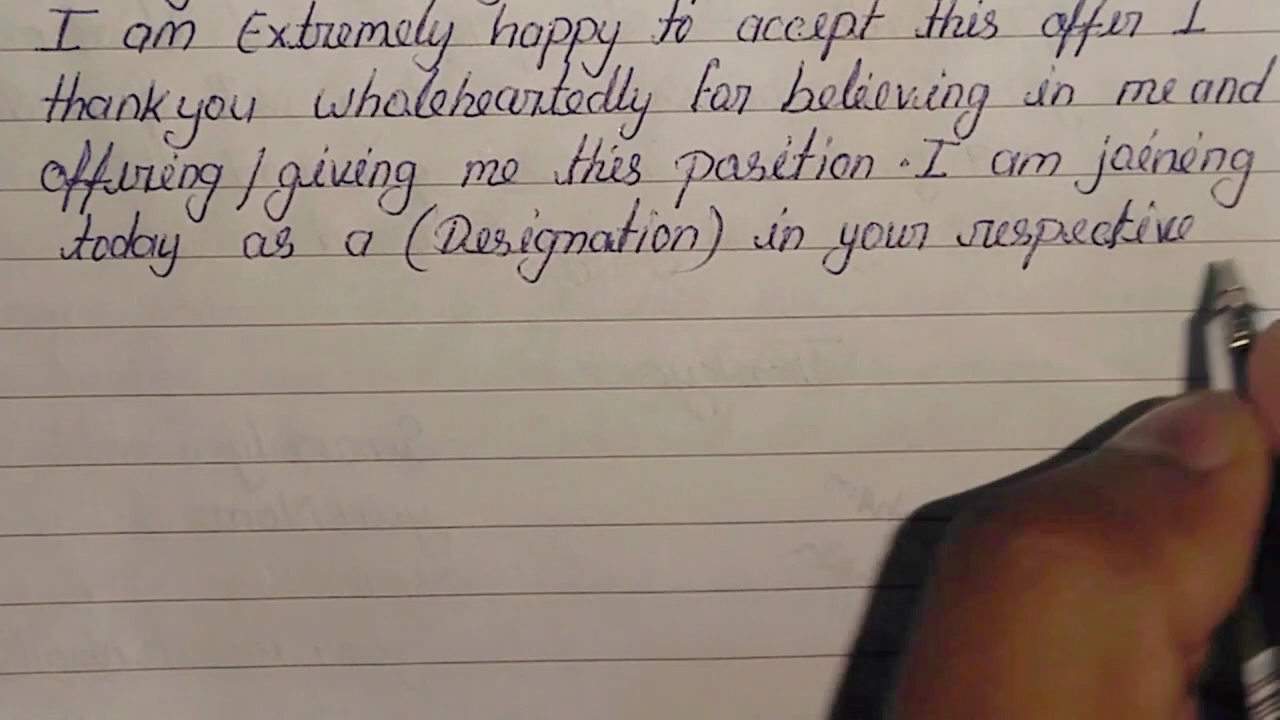 I am Extremely happy to accept this offer I
thank you wholeheartedly for believing in me and
offering / giving me this position. I am joining
today as a (Designation) in your respective